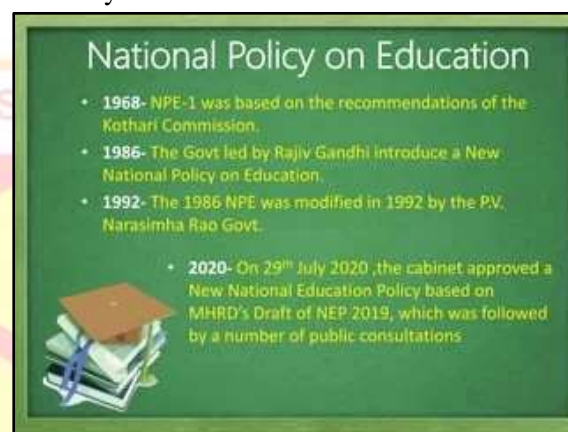 National Policy on Education
• 1968- NPE-1 was based on the recommendations of the
Kothari Commission.
• 1986- The Govt led by Rajiv Gandhi introduce a New
National Policy on Education.
• 1992- The 1986 NPE was modified in 1992 by the P.V.
Narasimha Rao Govt.
• 2020- On 29th July 2020 ,the cabinet approved a
New National Education Policy based on
MHRD's Draft of NEP 2019, which was followed
by a number of public consultations